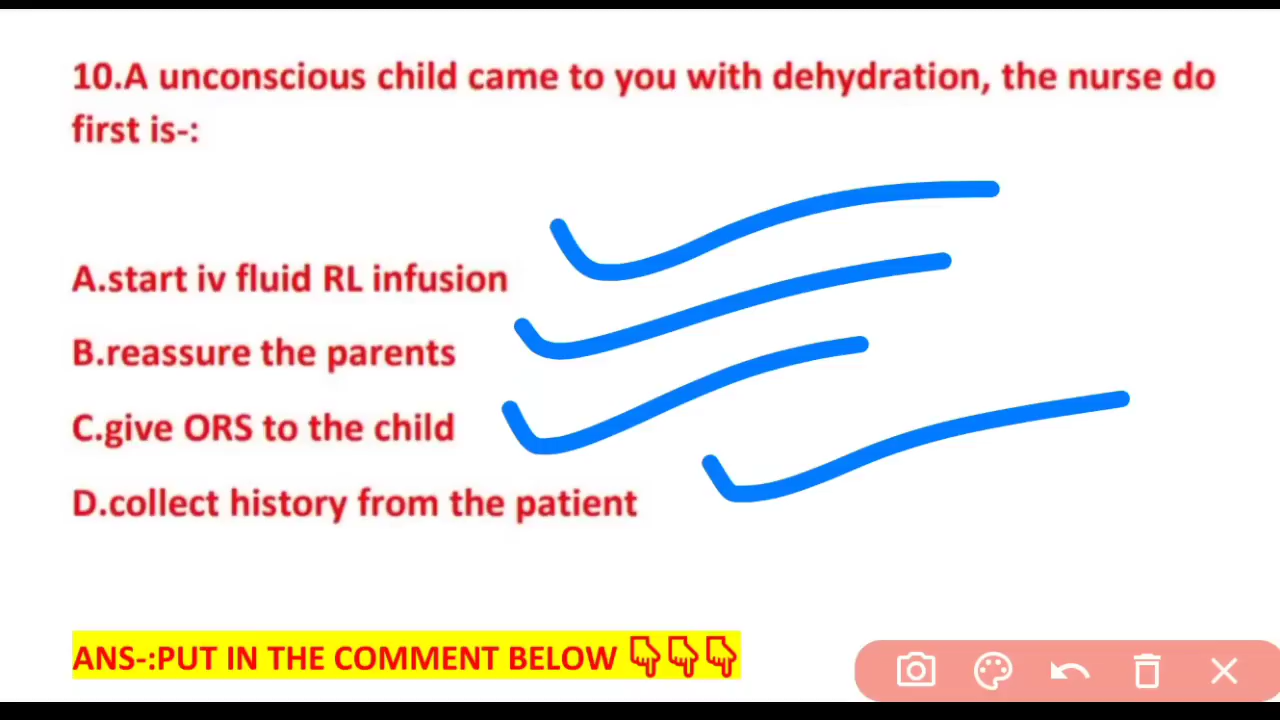 10.A unconscious child came to you with dehydration, the nurse do
first is-:
A.start iv fluid RL infusion
B.reassure the parents
C.give ORS to the child
D.collect history from the patient
ANS-:PUT IN THE COMMENT BELOW 👇👇👇